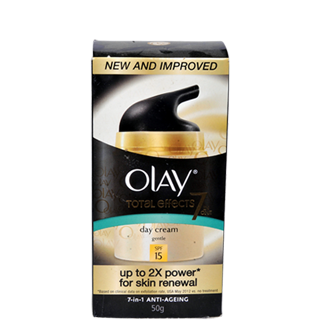 NEW AND IMPROVED
OLAY
TOTAL effects 7
day cream
gentle
SPF
15
up to 2X power*
for skin renewal
7-in-1 ANTI-AGEING
50g